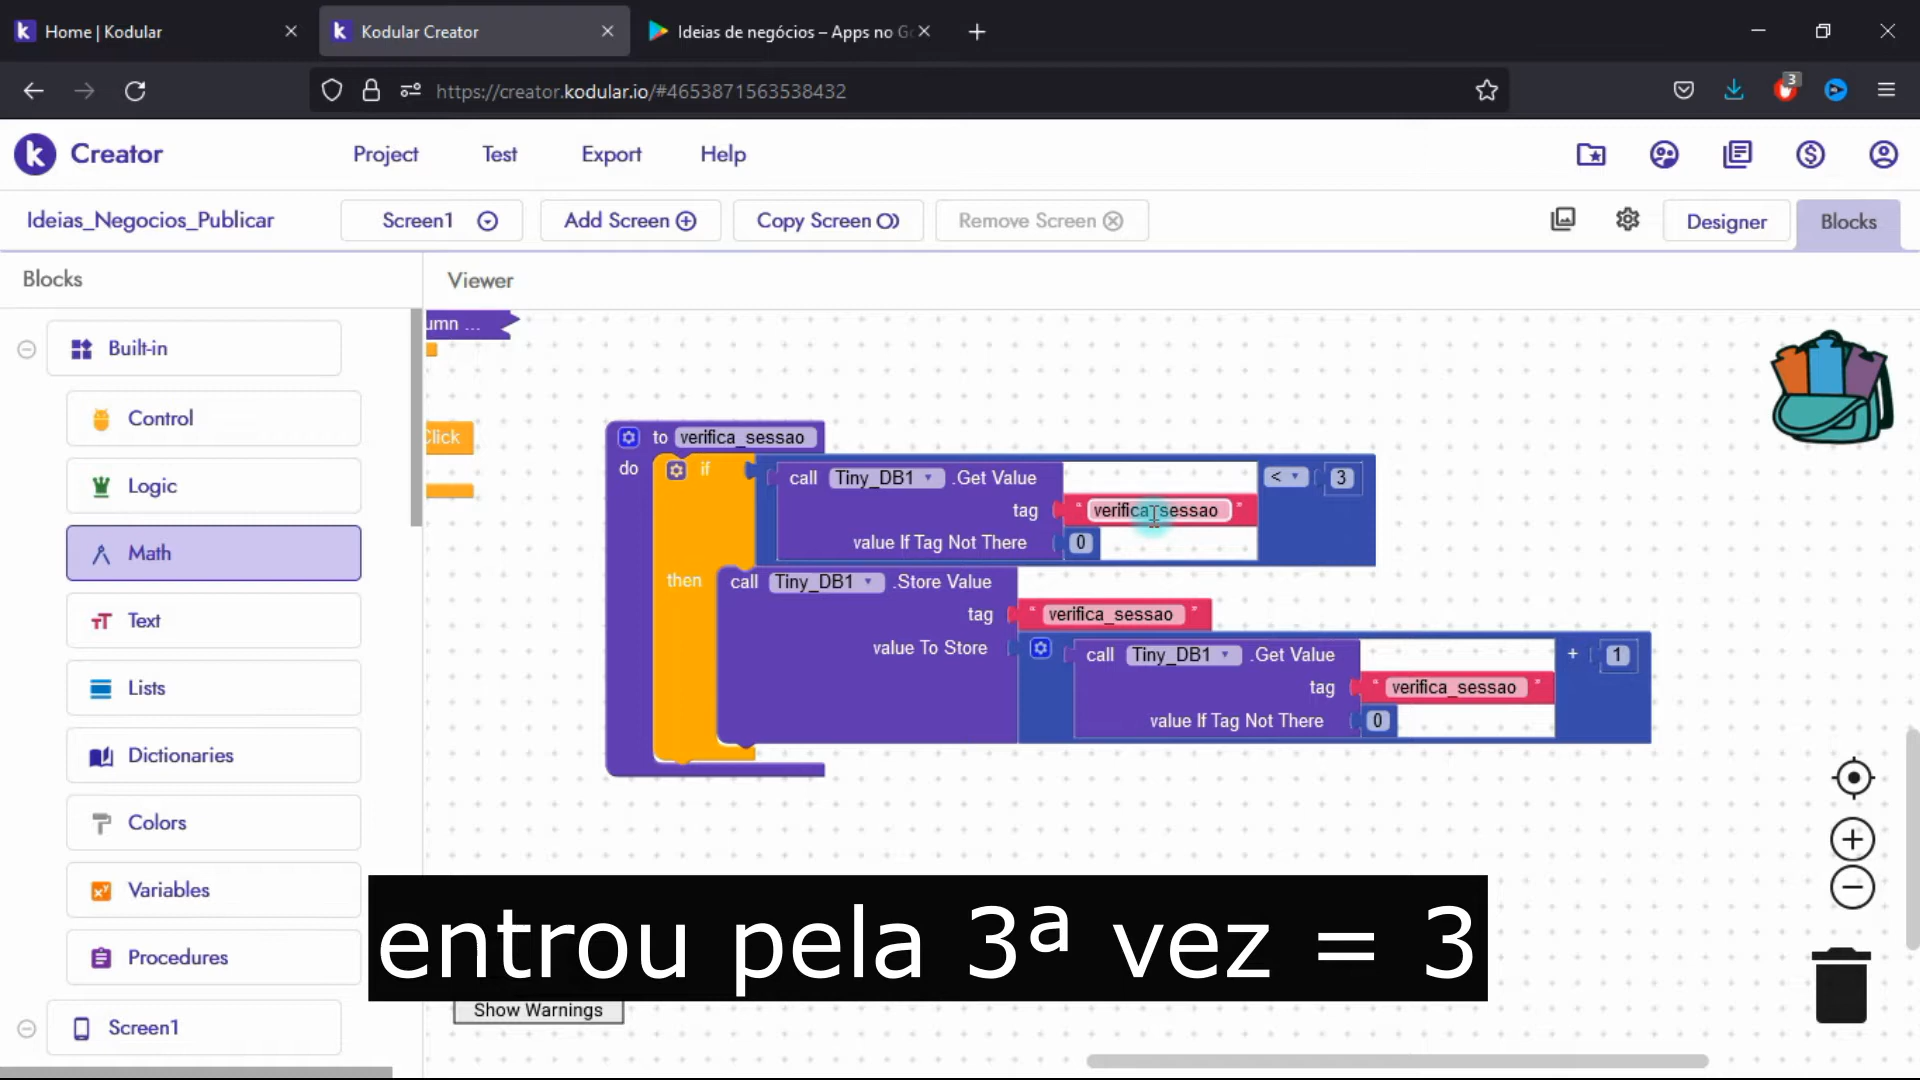 Home | Kodular
Kodular Creator
Ideias de negócios – Apps no Go
https://creator.kodular.io/#4653871563538432
3
k Creator
Project
Test
Export
Help
Ideias_Negocios_Publicar
Screen1
Add Screen
Copy Screen
Remove Screen
Designer
Blocks
Blocks
Viewer
Built-in
Control
Logic
Math
Text
Lists
Dictionaries
Colors
Variables
Procedures
Screen1
umn ...
Click
to verifica_sessao
do
if
call Tiny_DB1 .Get Value
< 3
tag " verifica_sessao "
value If Tag Not There 0
then
call Tiny_DB1 .Store Value
tag " verifica_sessao "
value To Store
call Tiny_DB1 .Get Value
+ 1
tag " verifica_sessao "
value If Tag Not There 0
entrou pela 3ª vez = 3
Show Warnings